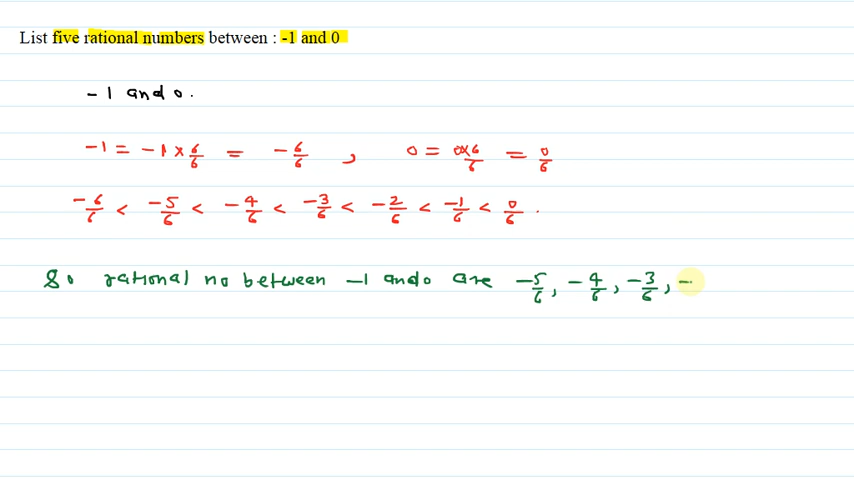 List five rational numbers between : -1 and 0
-1 and 0.
-1 = -1 × 6/6 = -6/6 , 0 = 0×6/6 = 0/6
-6/6 < -5/6 < -4/6 < -3/6 < -2/6 < -1/6 < 0/6 .
So rational no between -1 and 0 are -5/6, -4/6, -3/6, -